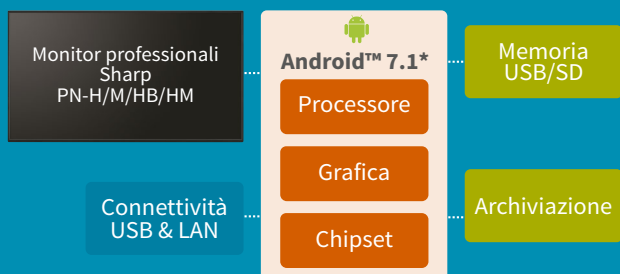 Monitor professionali
Sharp
PN-H/M/HB/HM
Android™ 7.1*
Processore
Grafica
Chipset
Memoria
USB/SD
Connettività
USB & LAN
Archiviazione